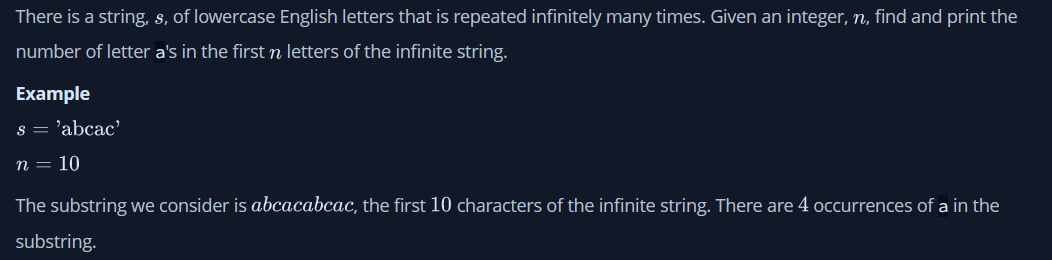 There is a string, s, of lowercase English letters that is repeated infinitely many times. Given an integer, n, find and print the
number of letter a's in the first n letters of the infinite string.
Example
s = 'abcac'
n = 10
The substring we consider is abcacabcac, the first 10 characters of the infinite string. There are 4 occurrences of a in the
substring.